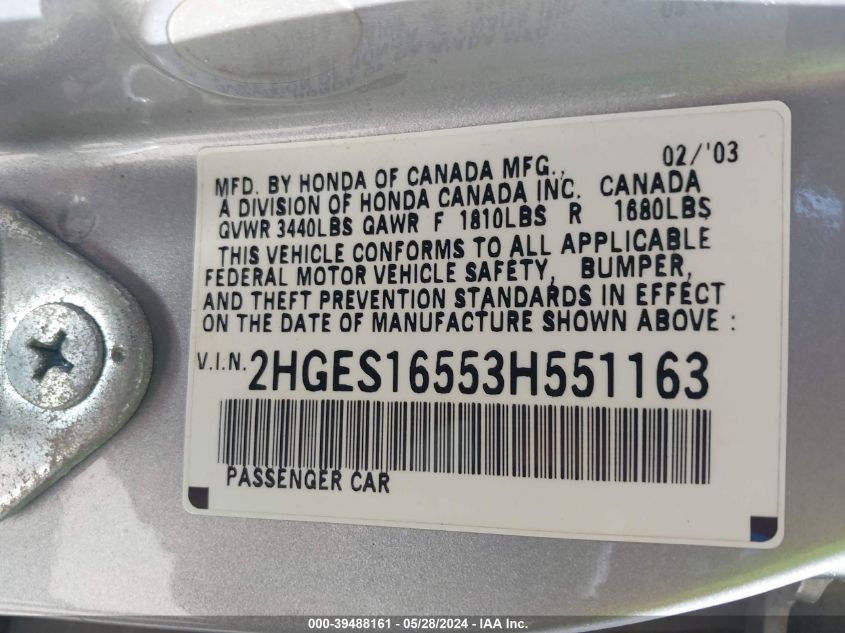 02/'03
MFD. BY HONDA OF CANADA MFG.,
A DIVISION OF HONDA CANADA INC. CANADA
GVWR 3440LBS GAWR F 1810LBS R 1680LBS
THIS VEHICLE CONFORMS TO ALL APPLICABLE
FEDERAL MOTOR VEHICLE SAFETY, BUMPER,
AND THEFT PREVENTION STANDARDS IN EFFECT
ON THE DATE OF MANUFACTURE SHOWN ABOVE :
V.I.N. 2HGES16553H551163
PASSENGER CAR
000-39488161 - 05/28/2024 - IAA Inc.